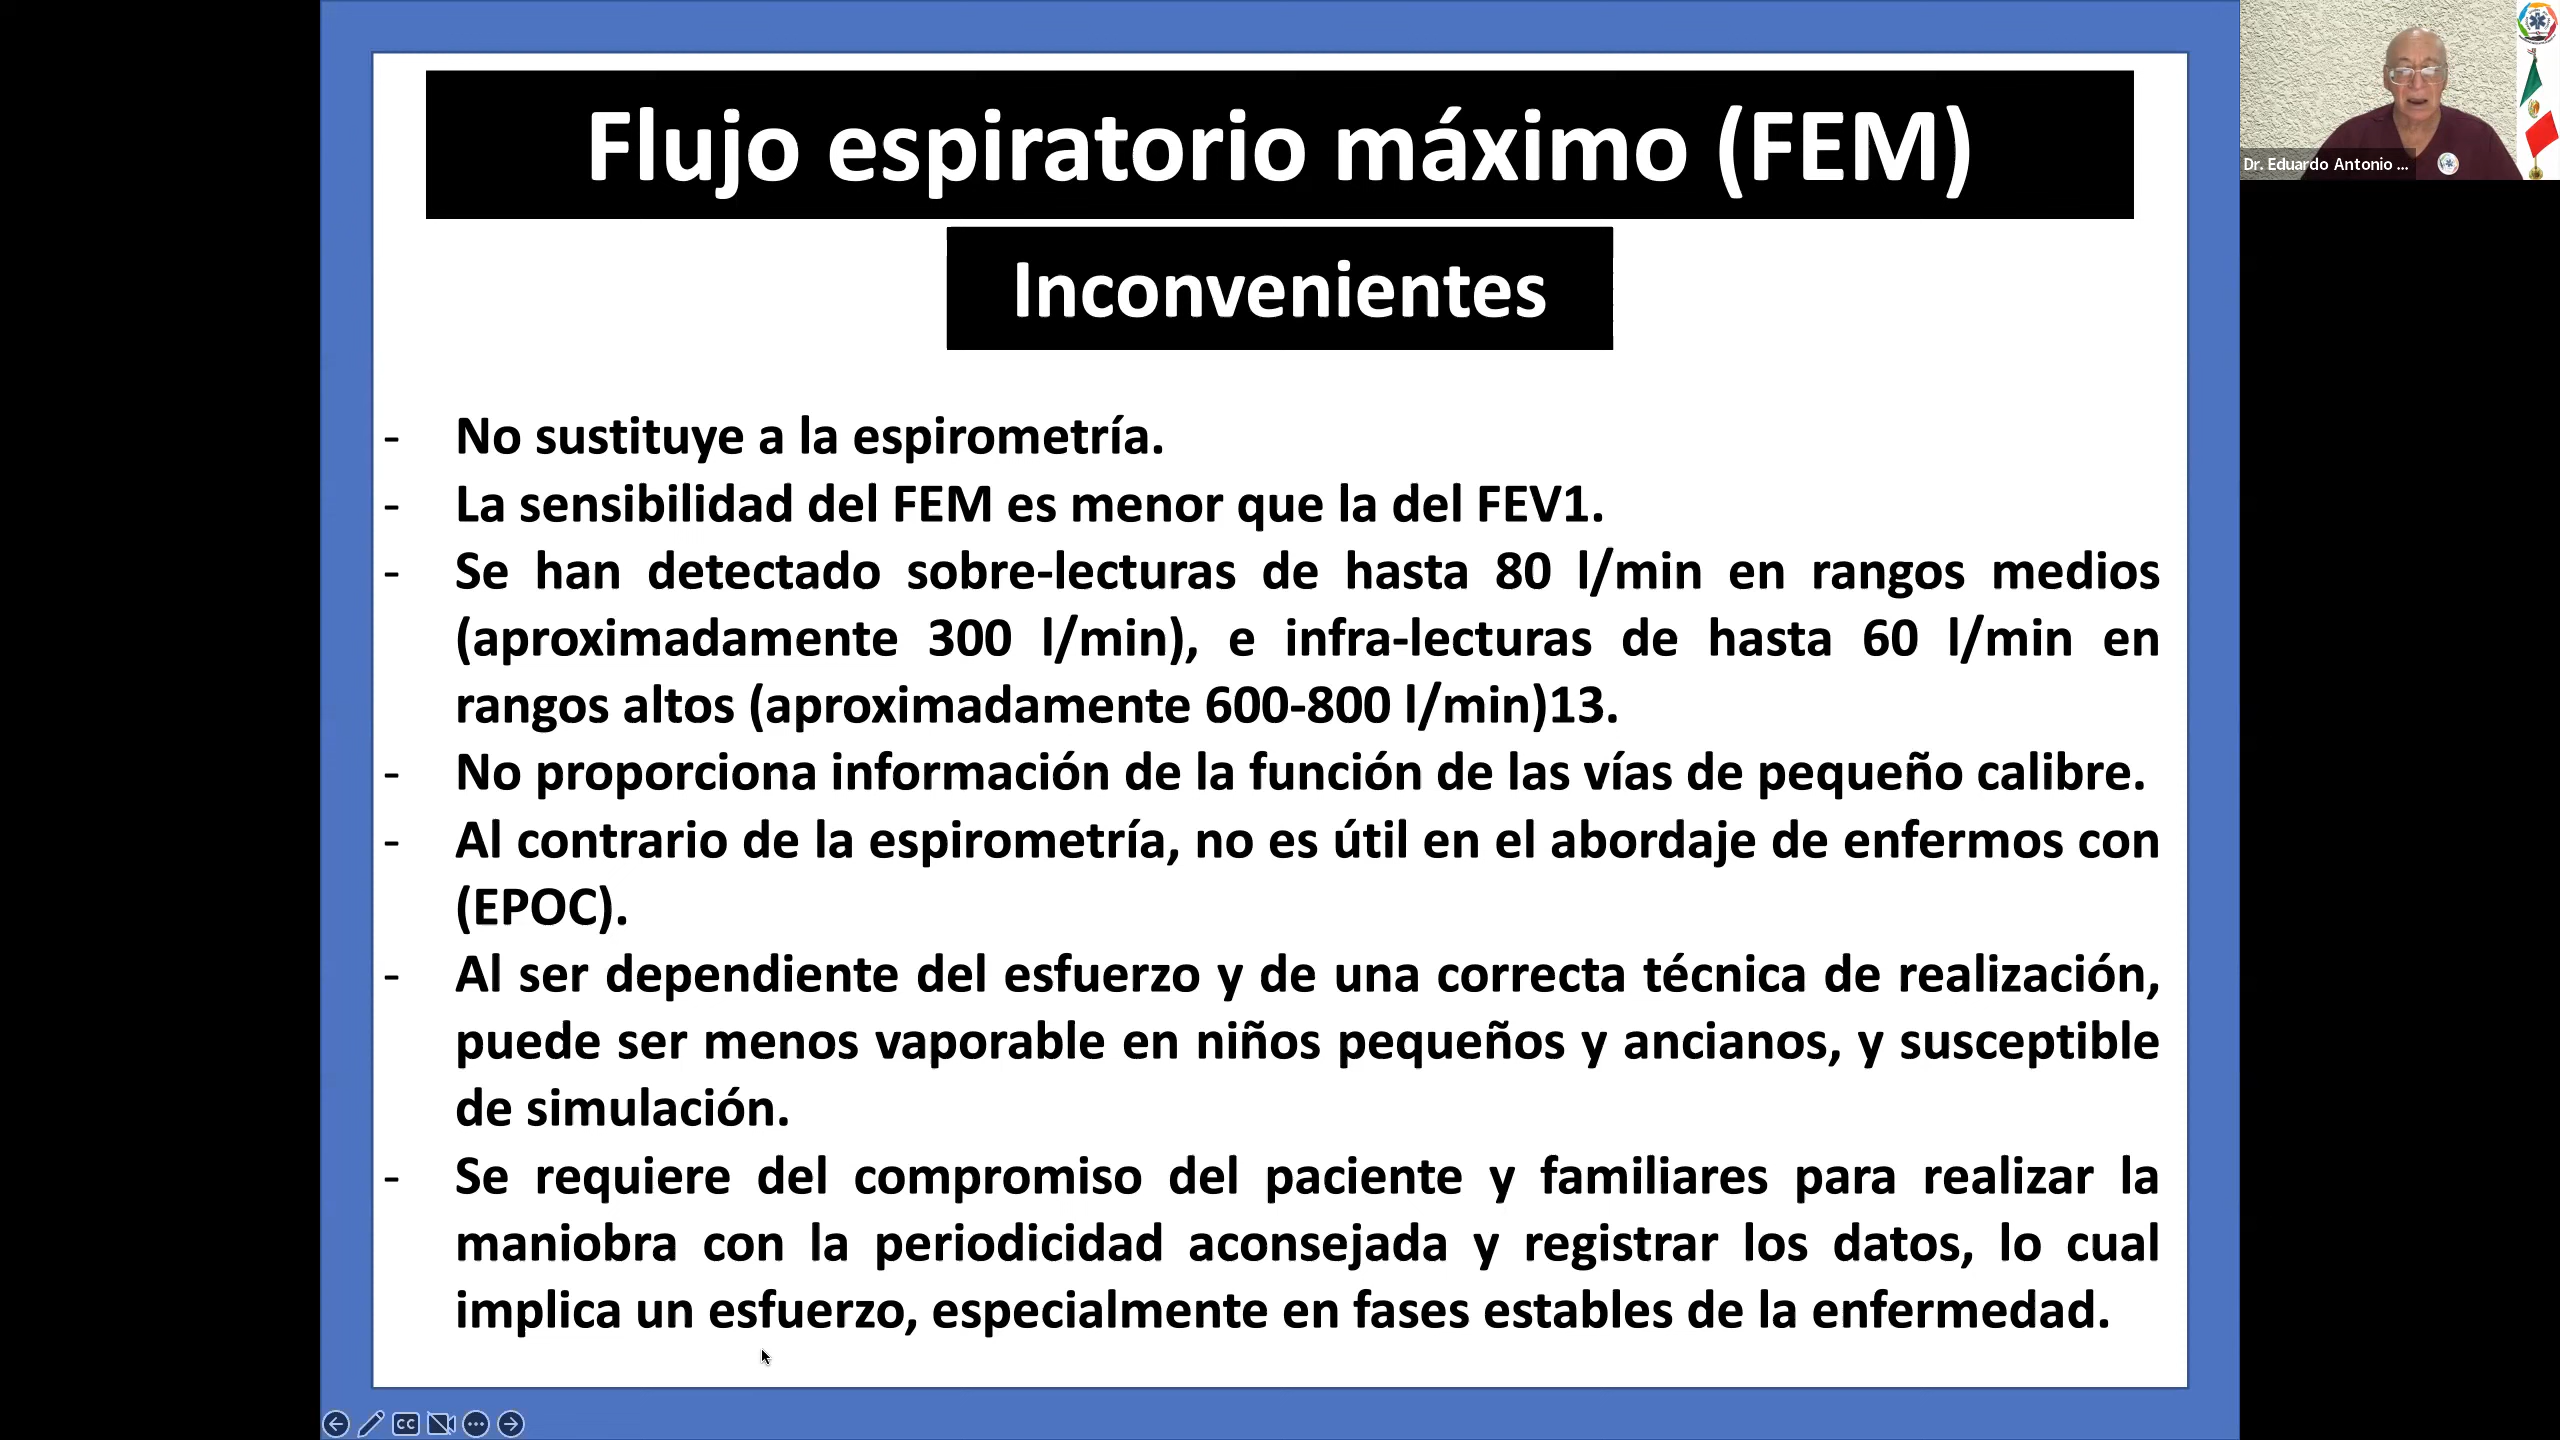 Flujo espiratorio máximo (FEM)
Inconvenientes
- No sustituye a la espirometría.
- La sensibilidad del FEM es menor que la del FEV1.
- Se han detectado sobre-lecturas de hasta 80 l/min en rangos medios
(aproximadamente 300 l/min), e infra-lecturas de hasta 60 l/min en
rangos altos (aproximadamente 600-800 l/min)13.
- No proporciona información de la función de las vías de pequeño calibre.
- Al contrario de la espirometría, no es útil en el abordaje de enfermos con
(EPOC).
- Al ser dependiente del esfuerzo y de una correcta técnica de realización,
puede ser menos vaporable en niños pequeños y ancianos, y susceptible
de simulación.
- Se requiere del compromiso del paciente y familiares para realizar la
maniobra con la periodicidad aconsejada y registrar los datos, lo cual
implica un esfuerzo, especialmente en fases estables de la enfermedad.
Dr. Eduardo Antonio ...
CC